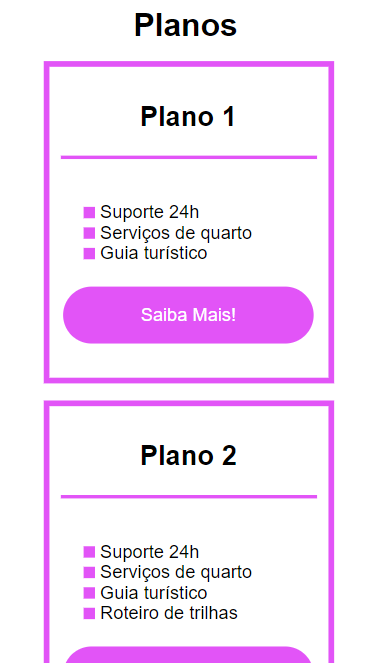 Planos
Plano 1
Suporte 24h
Serviços de quarto
Guia turístico
Saiba Mais!
Plano 2
Suporte 24h
Serviços de quarto
Guia turístico
Roteiro de trilhas